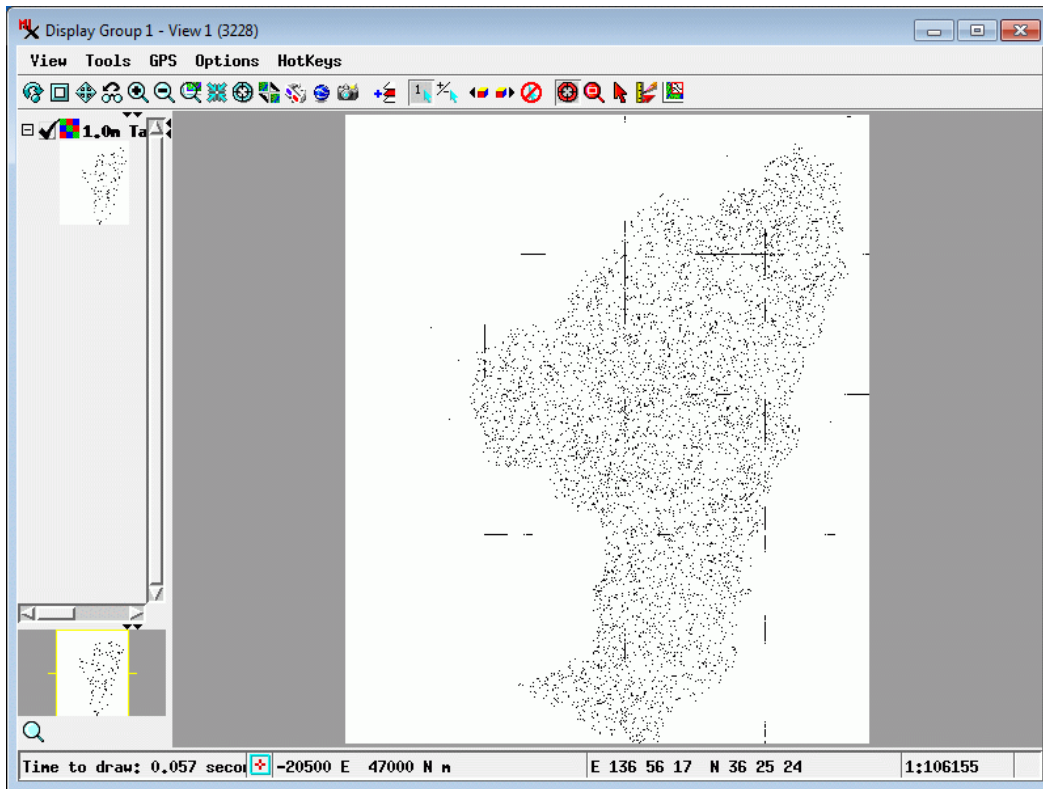 Display Group 1 - View 1 (3228)
View Tools GPS Options HotKeys
1
1.0m Ta
Time to draw: 0.057 secon
-20500 E 47000 N m
E 136 56 17 N 36 25 24
1:106155